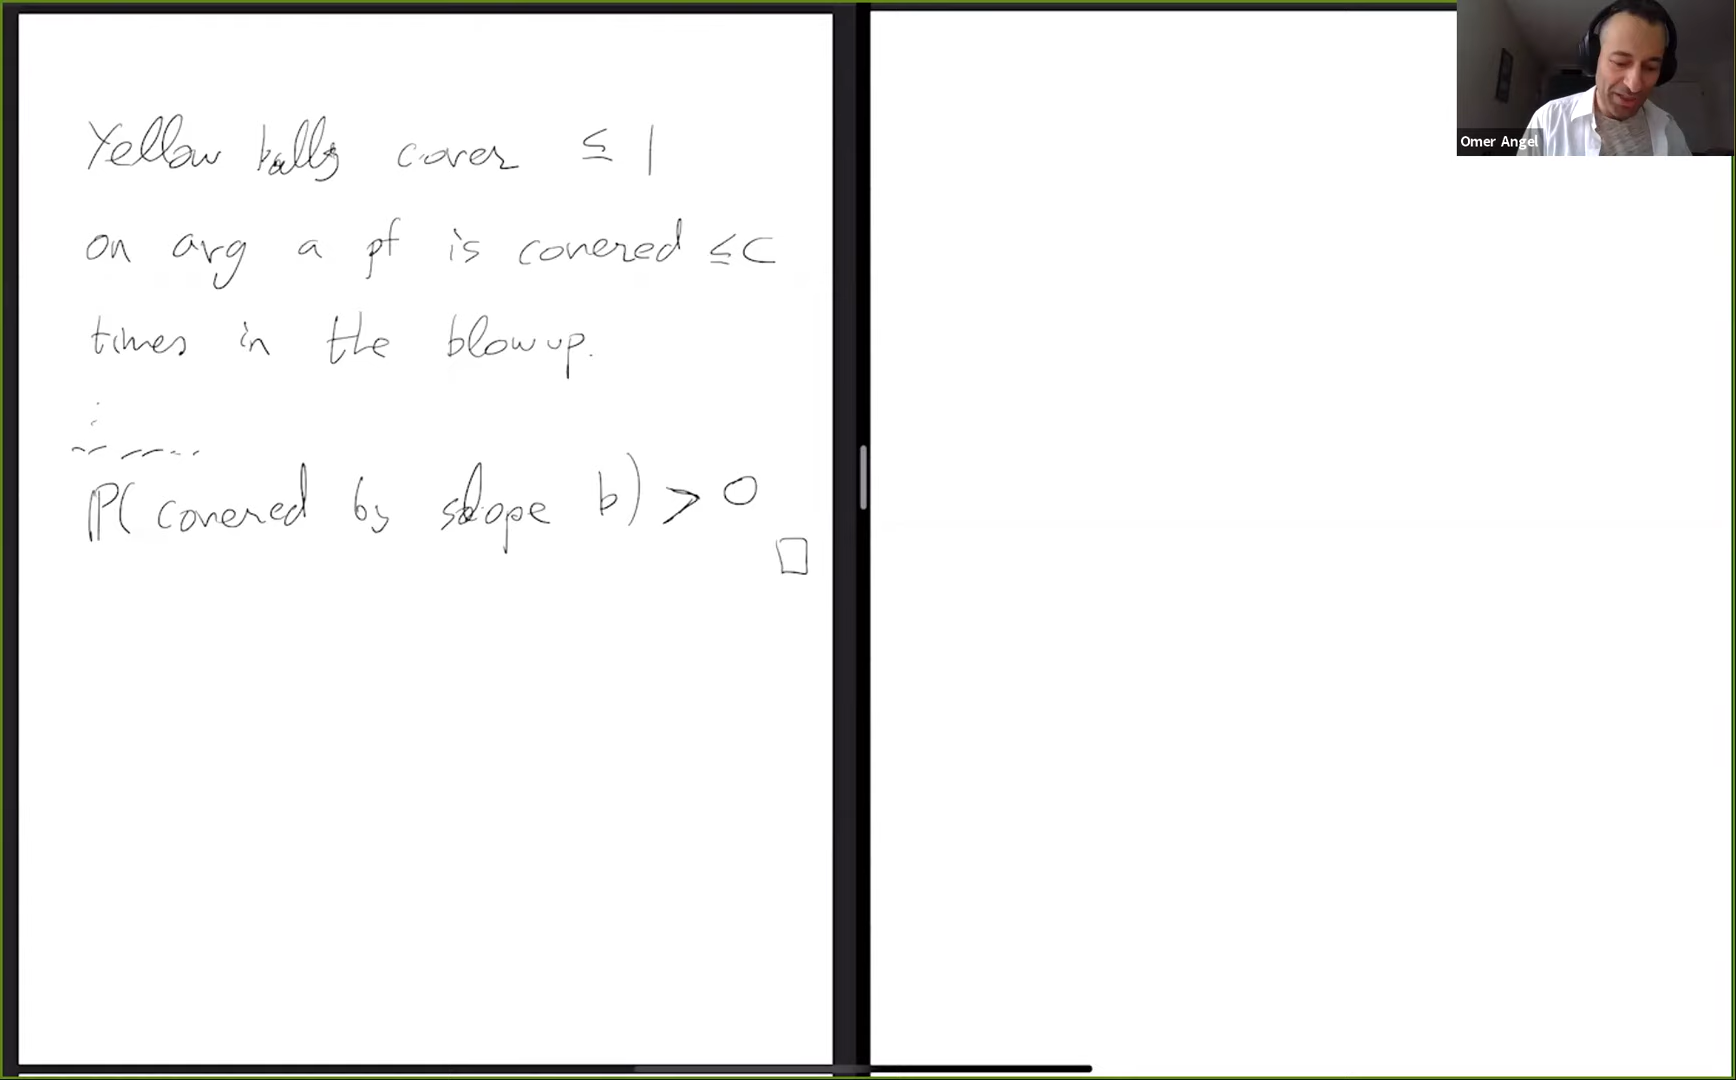 Yellow balls cover ≤ 1
on avg a pt is covered ≤ C
times in the blowup.
P(covered by slope b) > 0
Omer Angel